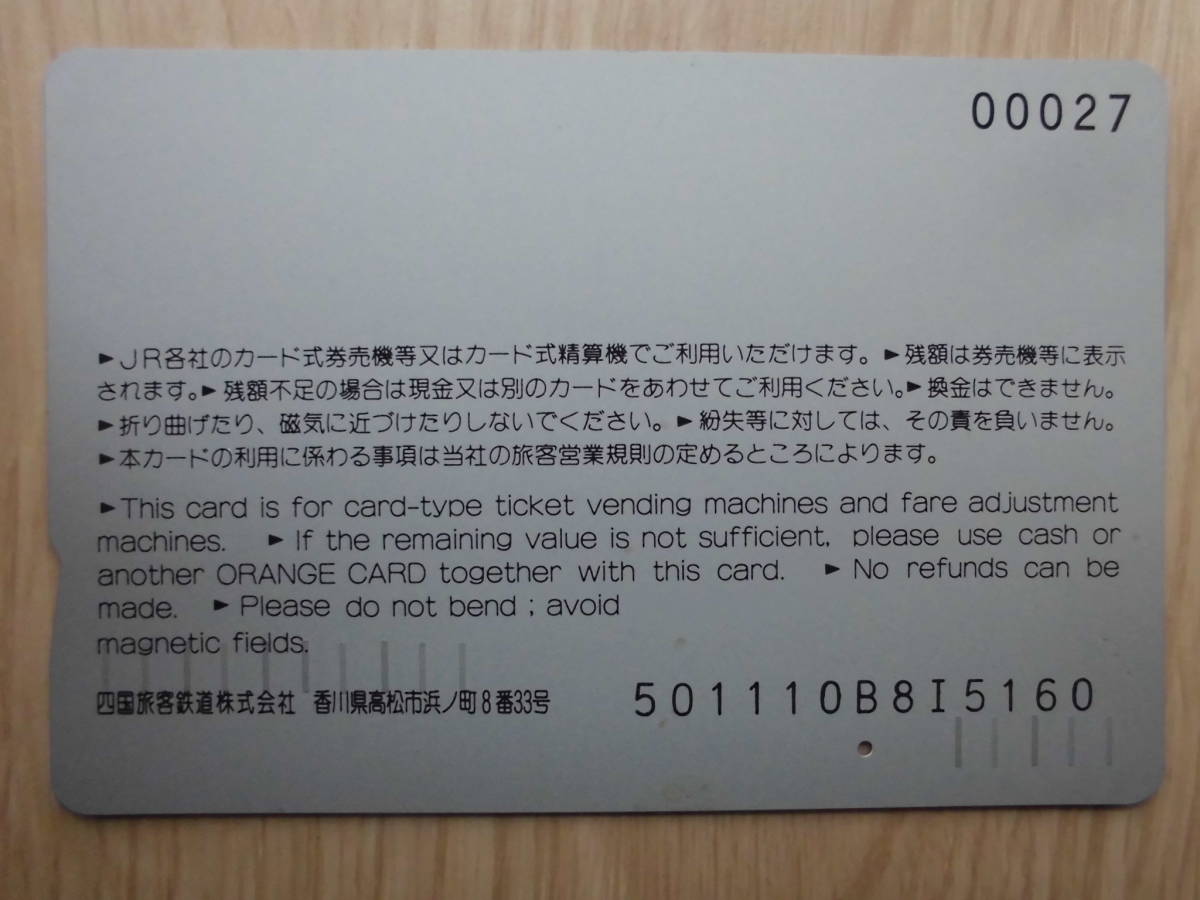 00027
►JR各社のカード式券売機等又はカード式精算機でご利用いただけます。►残額は券売機等に表示
されます。►残額不足の場合は現金又は別のカードをあわせてご利用ください。►換金はできません。
►折り曲げたり、磁気に近づけたりしないでください。►紛失等に対しては、その責を負いません。
►本カードの利用に係わる事項は当社の旅客営業規則の定めるところによります。
►This card is for card-type ticket vending machines and fare adjustment
machines. ►If the remaining value is not sufficient, please use cash or
another ORANGE CARD together with this card. ►No refunds can be
made. ►Please do not bend ; avoid
magnetic fields.
四国旅客鉄道株式会社 香川県高松市浜ノ町8番33号 501110B8I5160